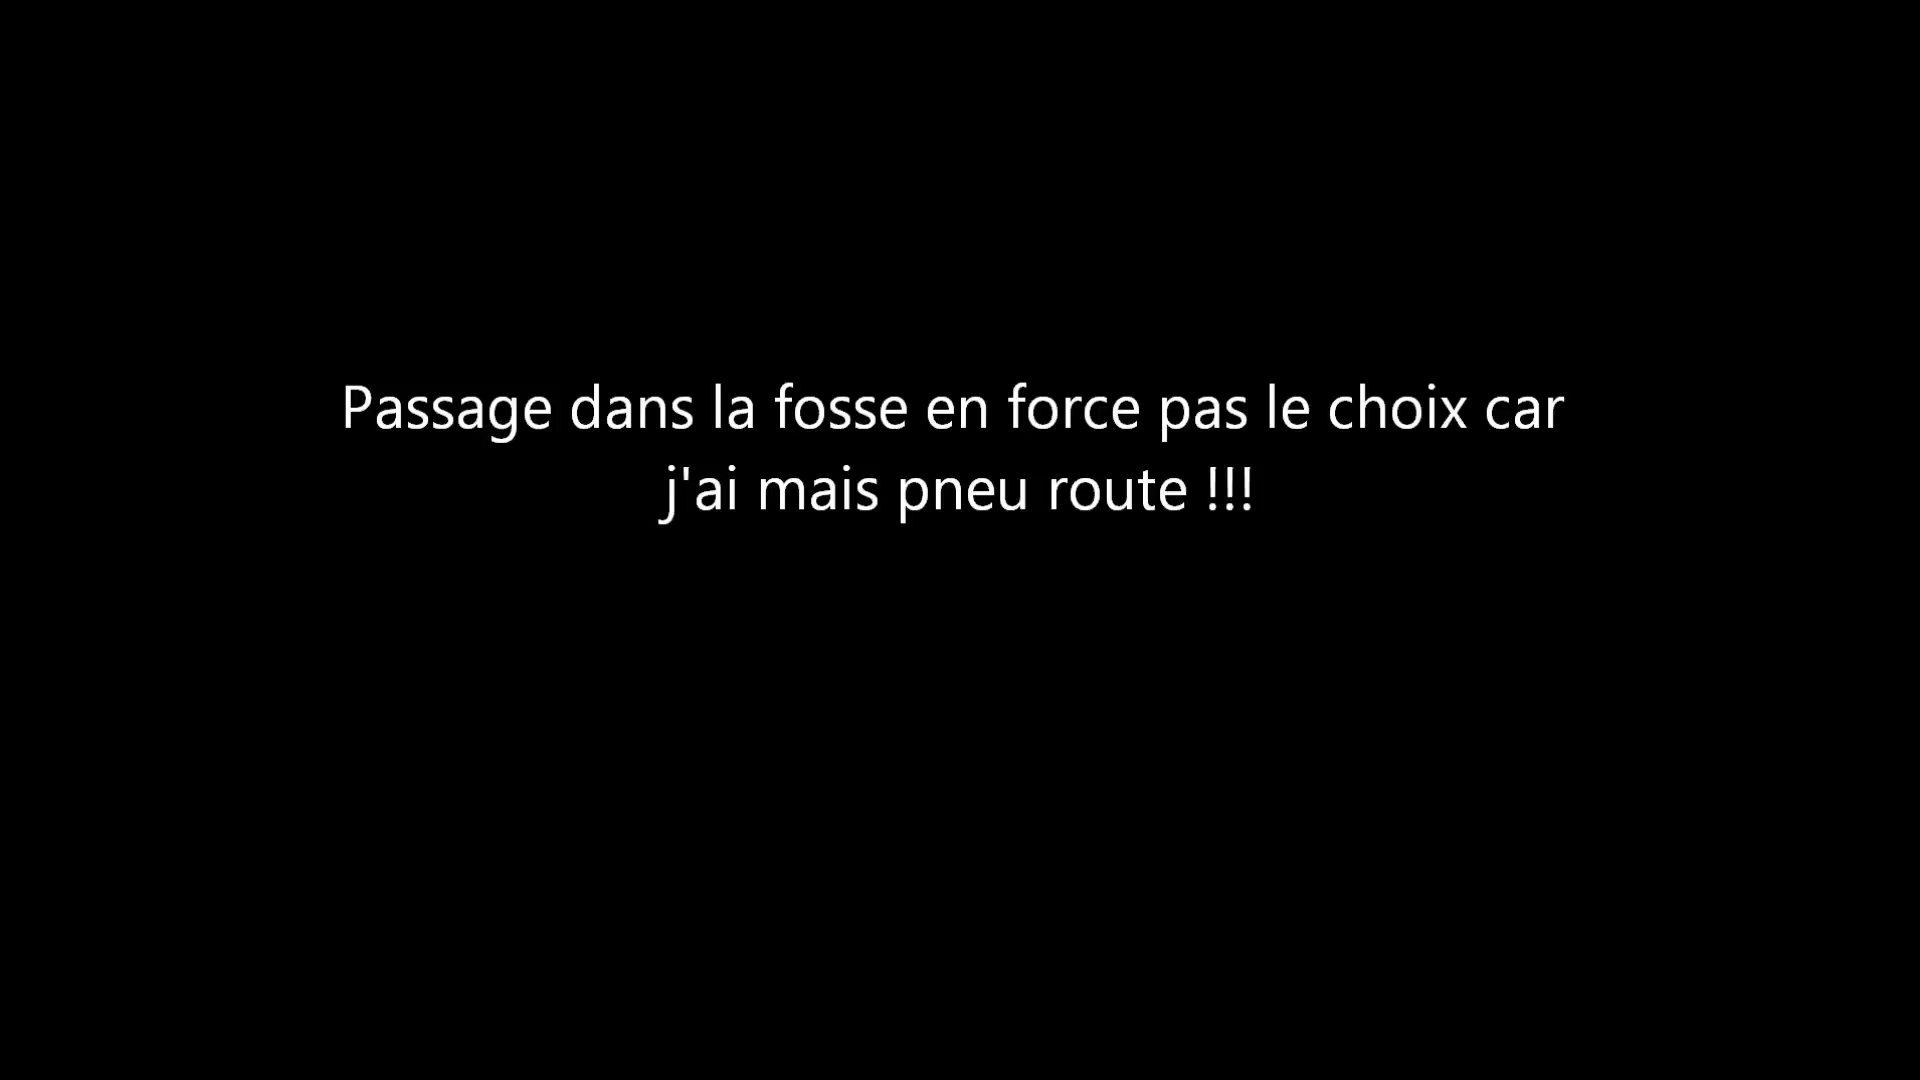 Passage dans la fosse en force pas le choix car
j'ai mais pneu route !!!